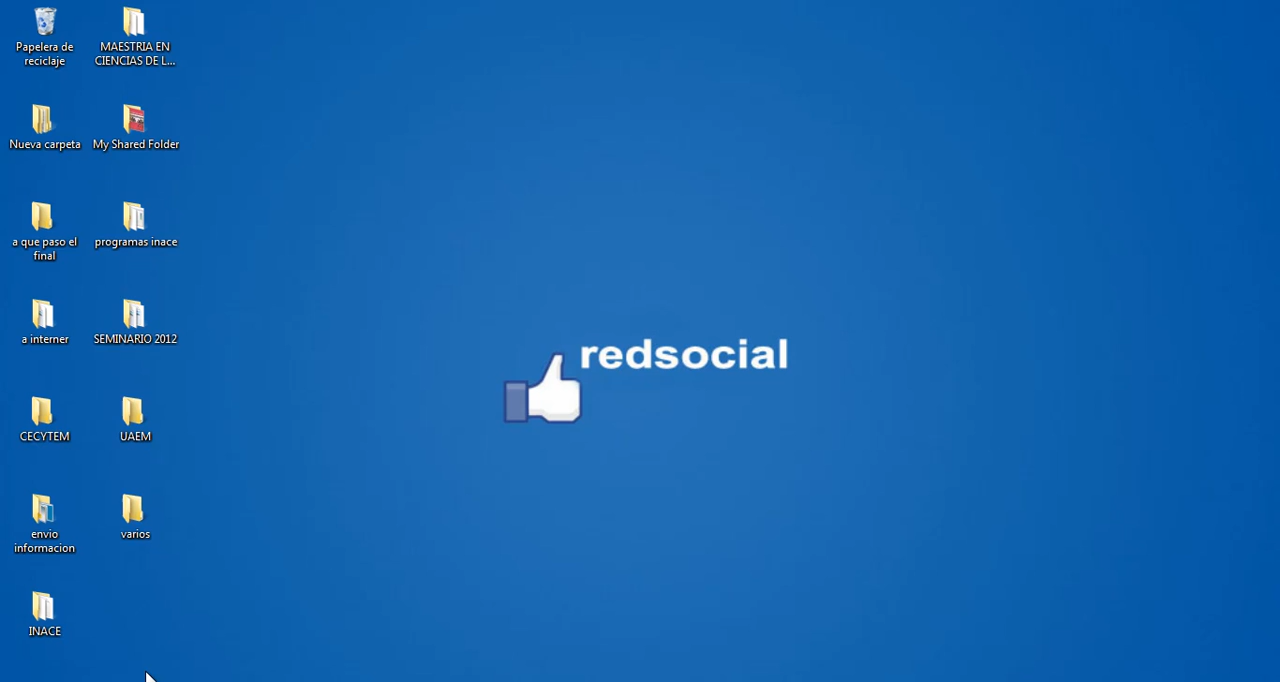 Papelera de
reciclaje
MAESTRIA EN
CIENCIAS DE L...
Nueva carpeta
My Shared Folder
a que paso el
final
programas inace
a interner
SEMINARIO 2012
redsocial
CECYTEM
UAEM
envio
informacion
varios
INACE